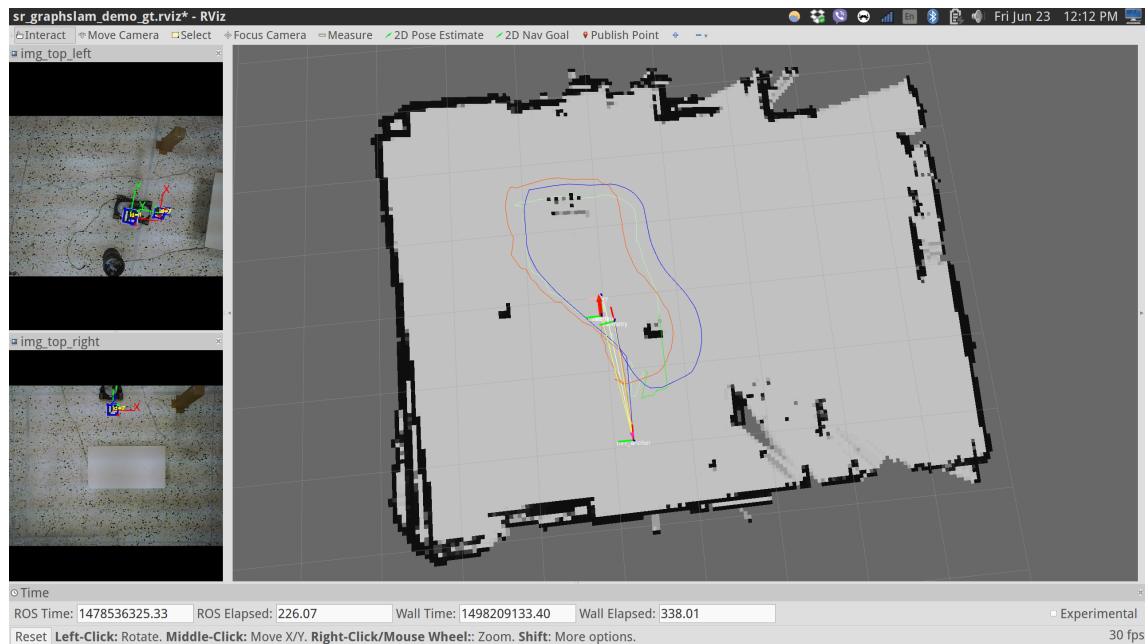 sr_graphslam_demo_gt.rviz* - RViz
En
Fri Jun 23 12:12 PM
Interact Move Camera Select Focus Camera Measure 2D Pose Estimate 2D Nav Goal Publish Point
img_top_left
img_top_right
Time
ROS Time: 1478536325.33 ROS Elapsed: 226.07 Wall Time: 1498209133.40 Wall Elapsed: 338.01 Experimental
Reset Left-Click: Rotate. Middle-Click: Move X/Y. Right-Click/Mouse Wheel:: Zoom. Shift: More options. 30 fps